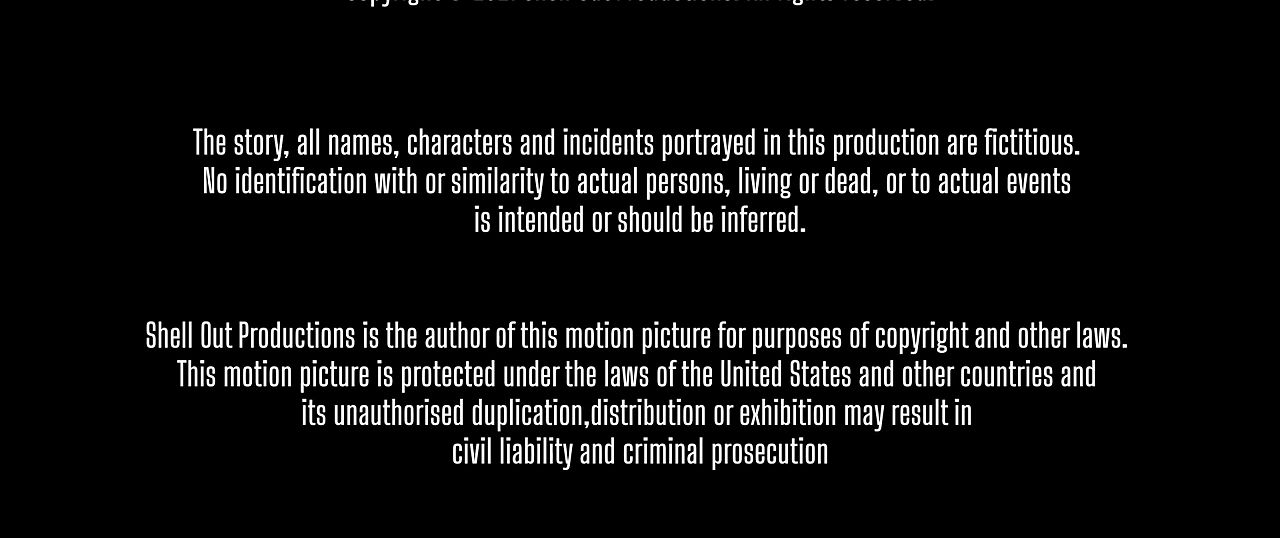 The story, all names, characters and incidents portrayed in this production are fictitious.
No identification with or similarity to actual persons, living or dead, or to actual events
is intended or should be inferred.
Shell Out Productions is the author of this motion picture for purposes of copyright and other laws.
This motion picture is protected under the laws of the United States and other countries and
its unauthorised duplication,distribution or exhibition may result in
civil liability and criminal prosecution